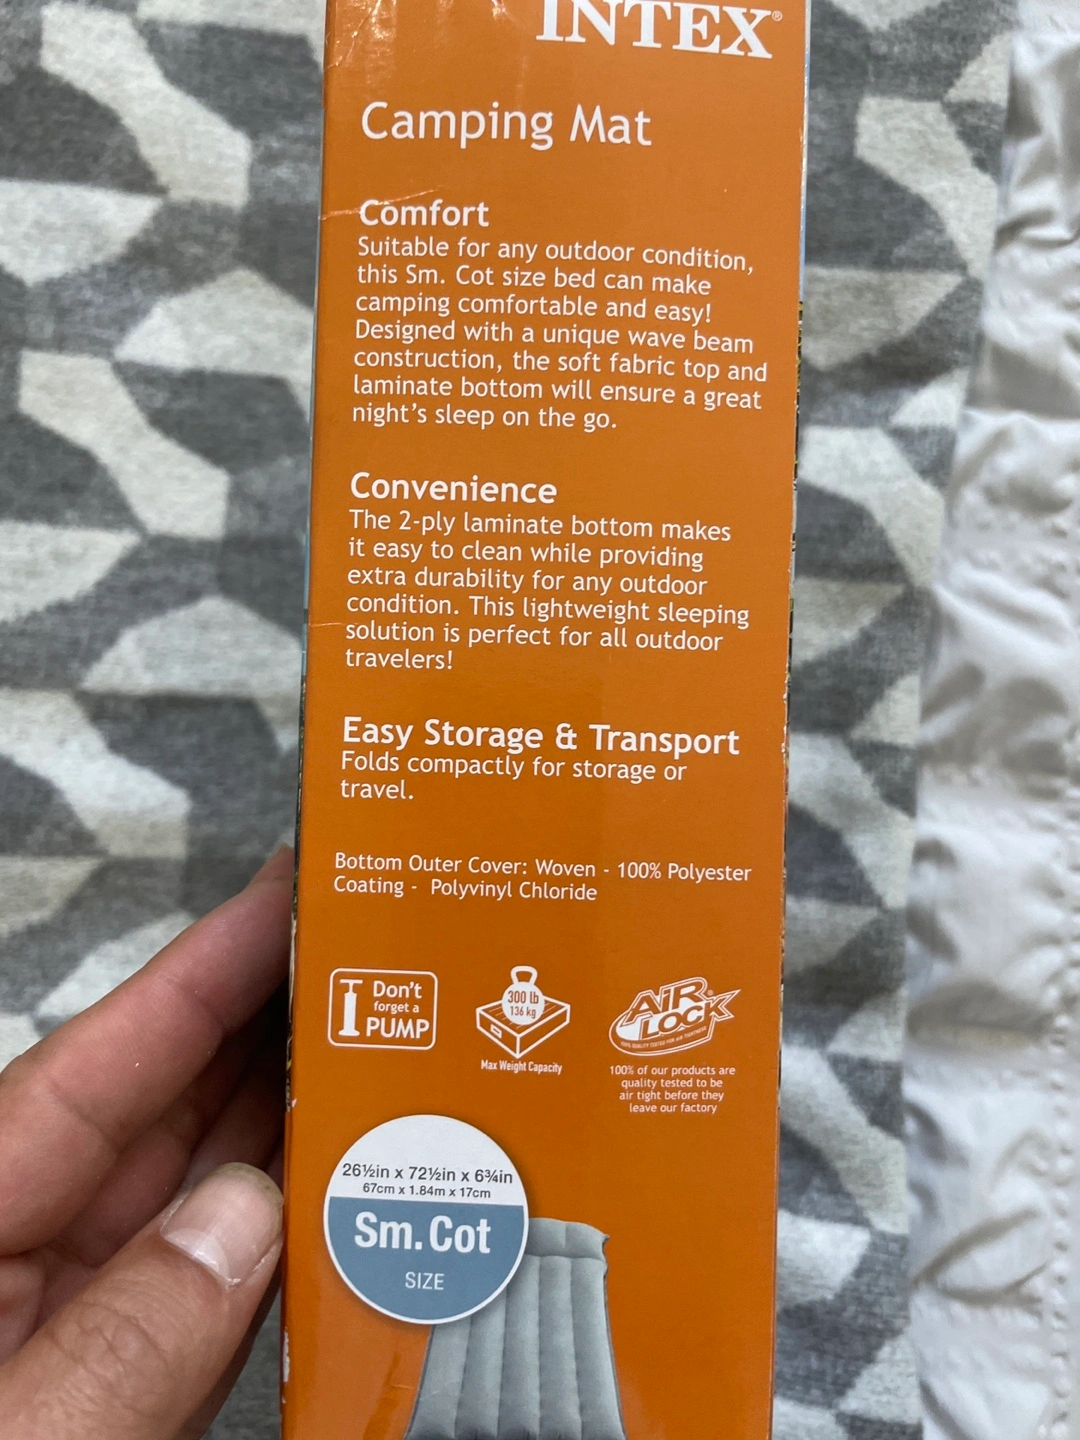 INTEX®
Camping Mat
Comfort
Suitable for any outdoor condition,
this Sm. Cot size bed can make
camping comfortable and easy!
Designed with a unique wave beam
construction, the soft fabric top and
laminate bottom will ensure a great
night's sleep on the go.
Convenience
The 2-ply laminate bottom makes
it easy to clean while providing
extra durability for any outdoor
condition. This lightweight sleeping
solution is perfect for all outdoor
travelers!
Easy Storage & Transport
Folds compactly for storage or
travel.
Bottom Outer Cover: Woven - 100% Polyester
Coating - Polyvinyl Chloride
Don't
forget a
PUMP
300 lb
136 kg
Max Weight Capacity
AIR
LOCK
100% QUALITY TESTED FOR AIR TIGHTNESS
100% of our products are
quality tested to be
air tight before they
leave our factory
26½in x 72½in x 6¾in
67cm x 1.84m x 17cm
Sm. Cot
SIZE